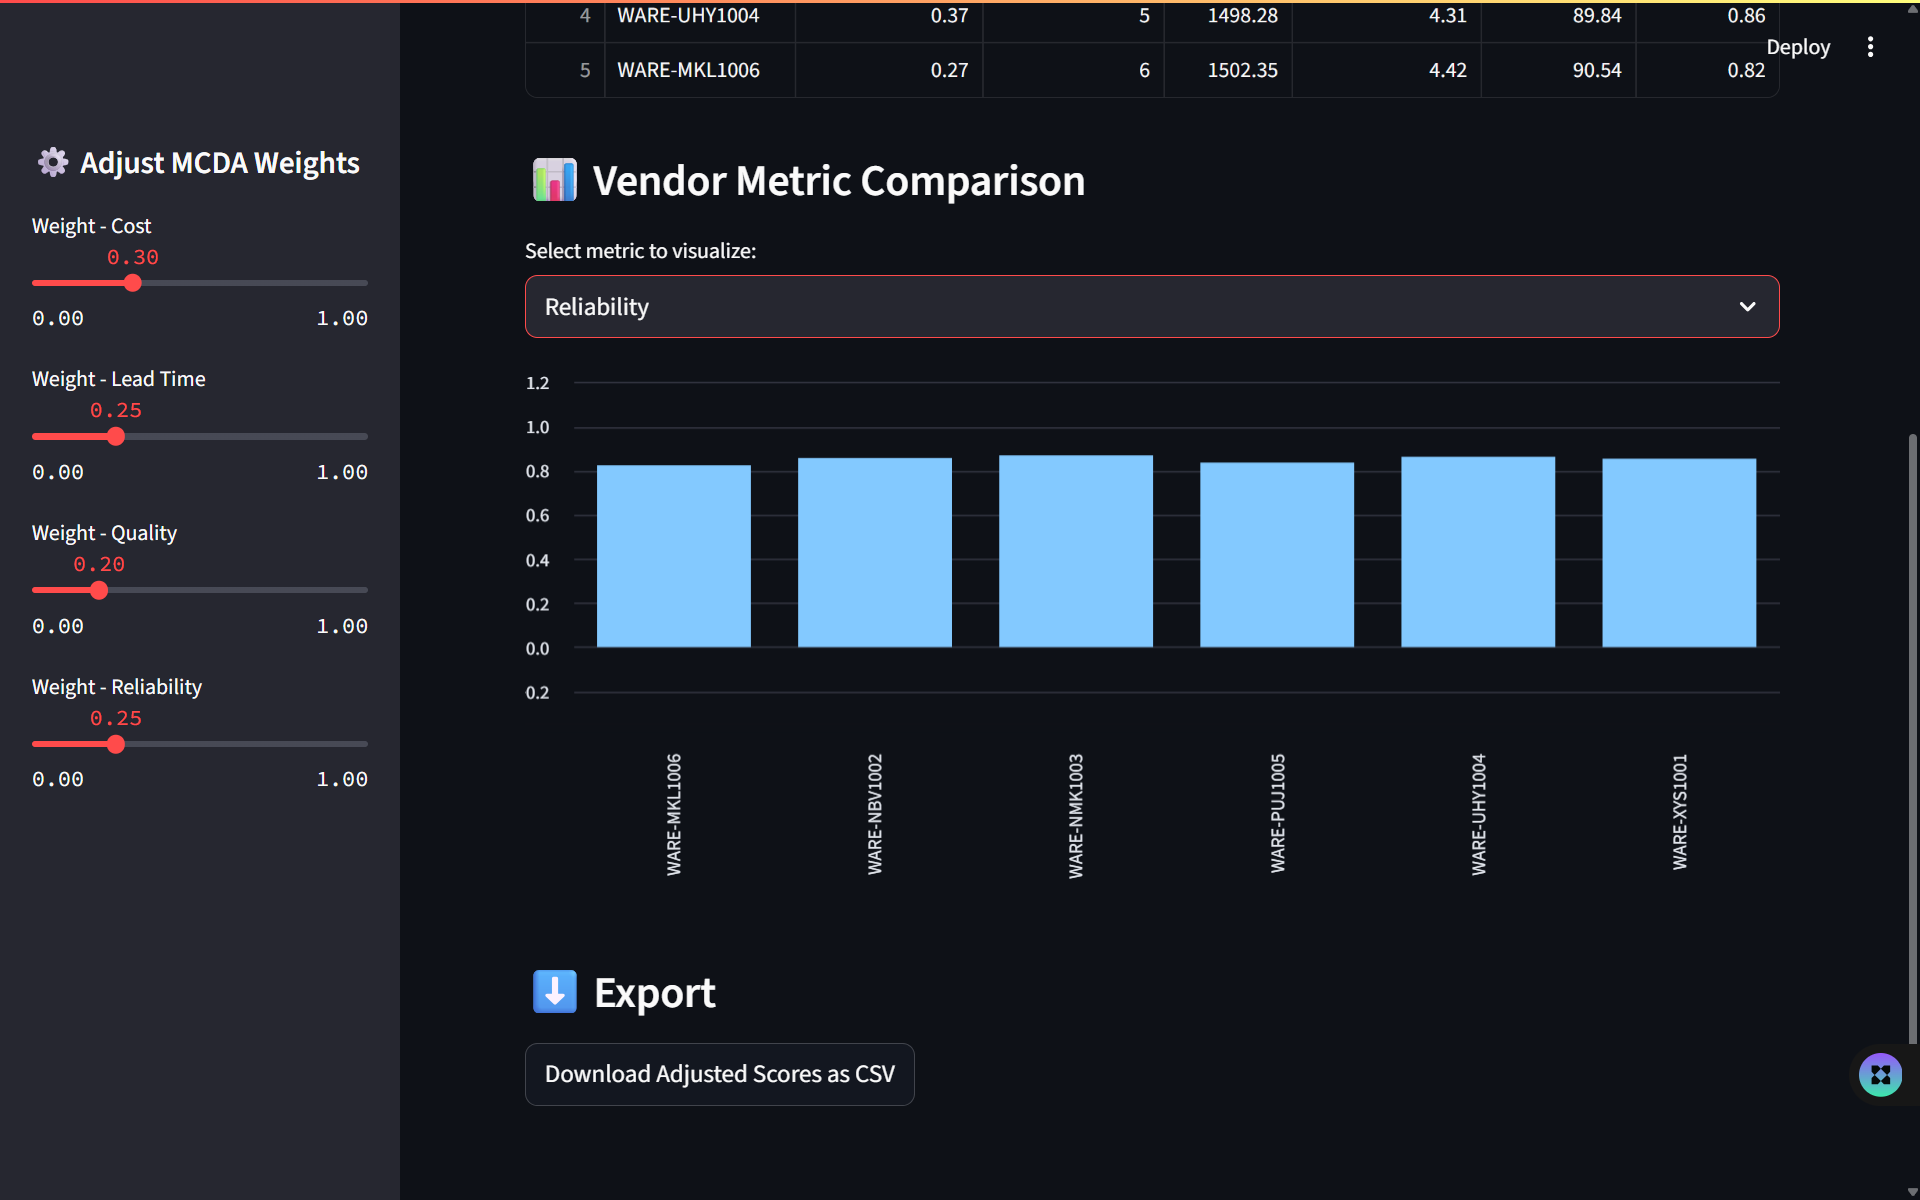 4 WARE-UHY1004 0.37 5 1498.28 4.31 89.84 0.86
Deploy
5 WARE-MKL1006 0.27 6 1502.35 4.42 90.54 0.82
Adjust MCDA Weights
Weight - Cost
0.30
0.00 1.00
Weight - Lead Time
0.25
0.00 1.00
Weight - Quality
0.20
0.00 1.00
Weight - Reliability
0.25
0.00 1.00
Vendor Metric Comparison
Select metric to visualize:
Reliability
1.2
1.0
0.8
0.6
0.4
0.2
0.0
0.2
WARE-MKL1006
WARE-NBV1002
WARE-NMK1003
WARE-PUJ1005
WARE-UHY1004
WARE-XYS1001
Export
Download Adjusted Scores as CSV